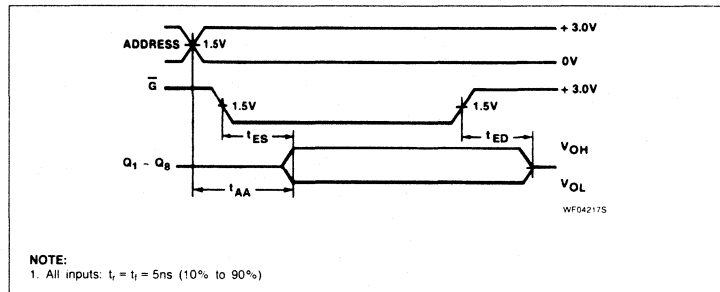 ADDRESS 1.5V + 3.0V
0V
G̅ 1.5V 1.5V + 3.0V
tES tED
Q1 - Q8 VOH
tAA VOL
WF04217S
NOTE:
1. All inputs: tr = tf = 5ns (10% to 90%)